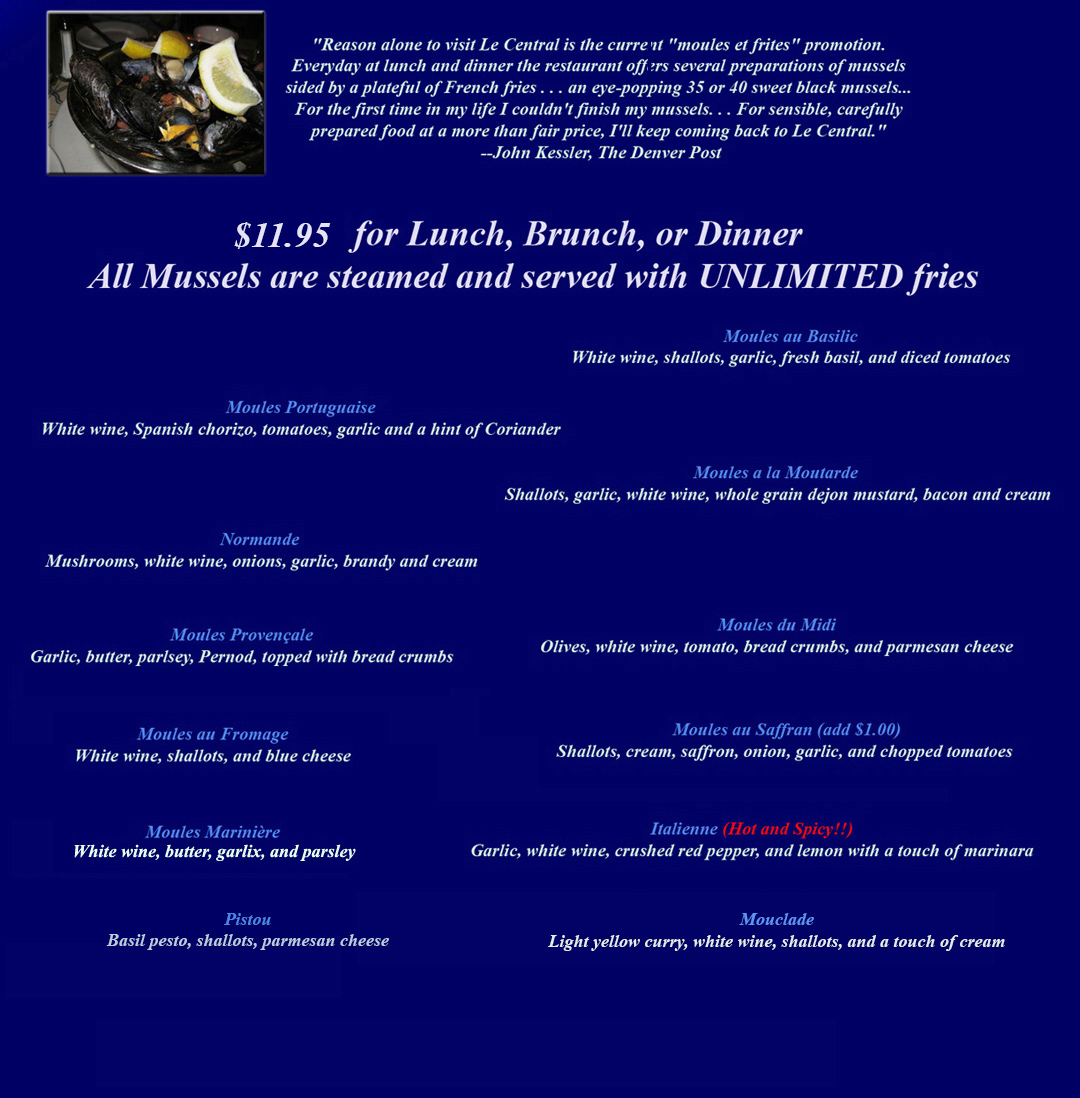 "Reason alone to visit Le Central is the current "moules et frites" promotion.
Everyday at lunch and dinner the restaurant offers several preparations of mussels
sided by a plateful of French fries . . . an eye-popping 35 or 40 sweet black mussels...
For the first time in my life I couldn't finish my mussels. . . For sensible, carefully
prepared food at a more than fair price, I'll keep coming back to Le Central."
--John Kessler, The Denver Post
$11.95 for Lunch, Brunch, or Dinner
All Mussels are steamed and served with UNLIMITED fries
Moules au Basilic
White wine, shallots, garlic, fresh basil, and diced tomatoes
Moules Portuguaise
White wine, Spanish chorizo, tomatoes, garlic and a hint of Coriander
Moules a la Moutarde
Shallots, garlic, white wine, whole grain dejon mustard, bacon and cream
Normande
Mushrooms, white wine, onions, garlic, brandy and cream
Moules du Midi
Olives, white wine, tomato, bread crumbs, and parmesan cheese
Moules Provençale
Garlic, butter, parlsey, Pernod, topped with bread crumbs
Moules au Saffran (add $1.00)
Shallots, cream, saffron, onion, garlic, and chopped tomatoes
Moules au Fromage
White wine, shallots, and blue cheese
Italienne (Hot and Spicy!!)
Garlic, white wine, crushed red pepper, and lemon with a touch of marinara
Moules Marinière
White wine, butter, garlix, and parsley
Pistou
Basil pesto, shallots, parmesan cheese
Mouclade
Light yellow curry, white wine, shallots, and a touch of cream